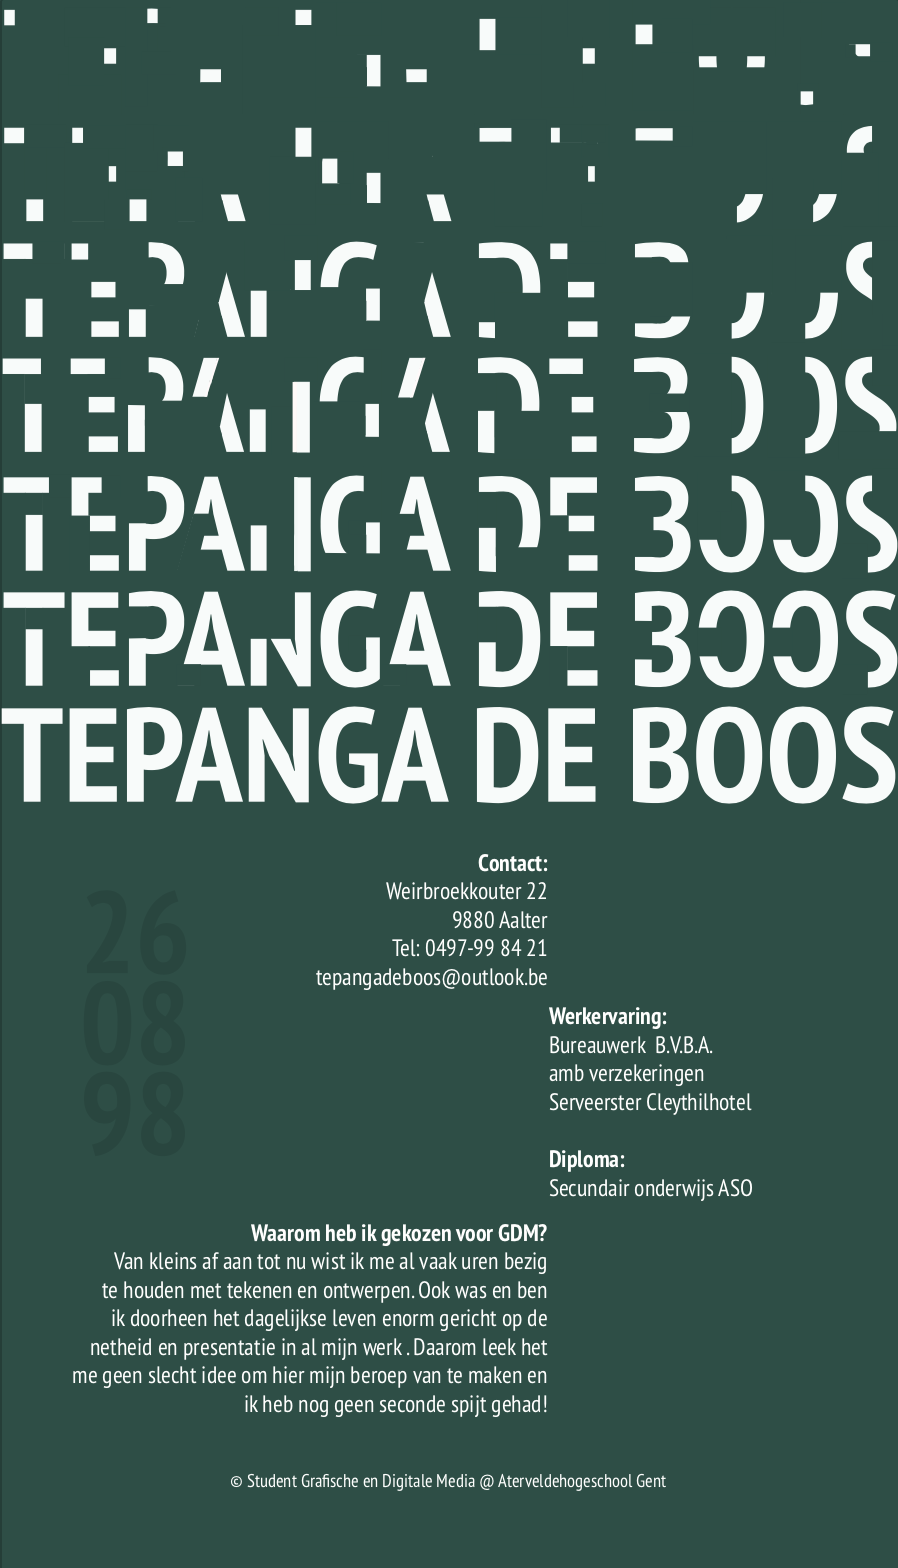 TEPANGA DE BOOS
TEPANGA DE BOOS
TEPANGA DE BOOS
TEPANGA DE BOOS
TEPANGA DE BOOS
26
08
98
Contact:
Weirbroekkouter 22
9880 Aalter
Tel: 0497-99 84 21
tepangadeboos@outlook.be
Werkervaring:
Bureauwerk B.V.B.A.
amb verzekeringen
Serveerster Cleythilhotel
Diploma:
Secundair onderwijs ASO
Waarom heb ik gekozen voor GDM?
Van kleins af aan tot nu wist ik me al vaak uren bezig
te houden met tekenen en ontwerpen. Ook was en ben
ik doorheen het dagelijkse leven enorm gericht op de
netheid en presentatie in al mijn werk . Daarom leek het
me geen slecht idee om hier mijn beroep van te maken en
ik heb nog geen seconde spijt gehad!
© Student Grafische en Digitale Media @ Aterveldehogeschool Gent